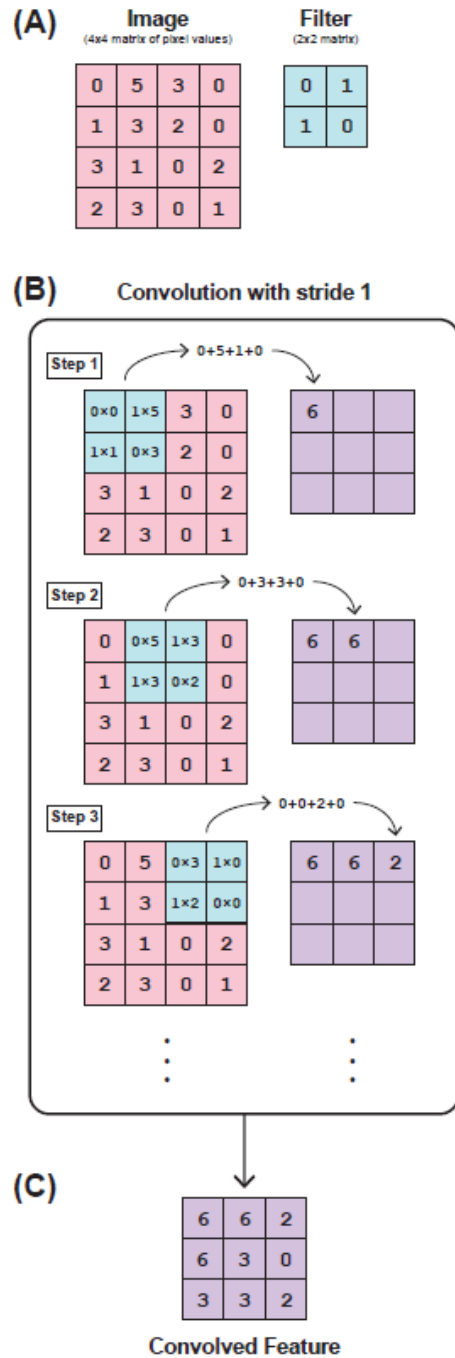 (A)
Image
(4x4 matrix of pixel values)
Filter
(2x2 matrix)
0 5 3 0
1 3 2 0
3 1 0 2
2 3 0 1
0 1
1 0
(B)
Convolution with stride 1
Step 1
0+5+1+0
0×0 1×5 3 0
1×1 0×3 2 0
3 1 0 2
2 3 0 1
6
Step 2
0+3+3+0
0 0×5 1×3 0
1 1×3 0×2 0
3 1 0 2
2 3 0 1
6 6
Step 3
0+0+2+0
0 5 0×3 1×0
1 3 1×2 0×0
3 1 0 2
2 3 0 1
6 6 2
(C)
6 6 2
6 3 0
3 3 2
Convolved Feature